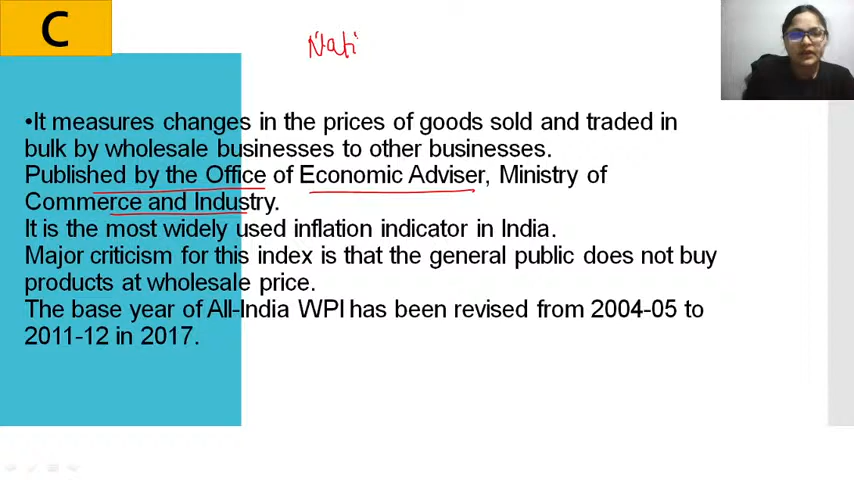 C
Nati
•It measures changes in the prices of goods sold and traded in
bulk by wholesale businesses to other businesses.
Published by the Office of Economic Adviser, Ministry of
Commerce and Industry.
It is the most widely used inflation indicator in India.
Major criticism for this index is that the general public does not buy
products at wholesale price.
The base year of All-India WPI has been revised from 2004-05 to
2011-12 in 2017.